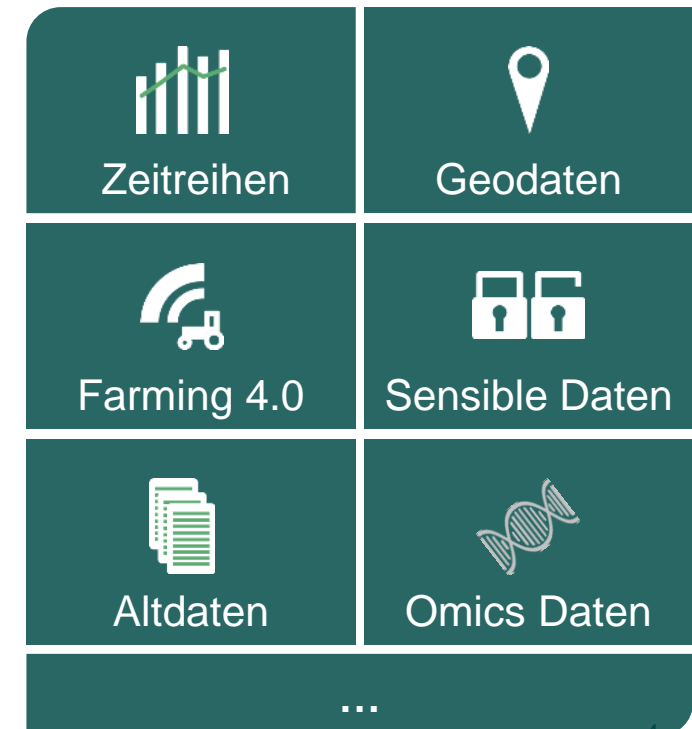 Zeitreihen
Geodaten
Farming 4.0
Sensible Daten
Altdaten
Omics Daten
...